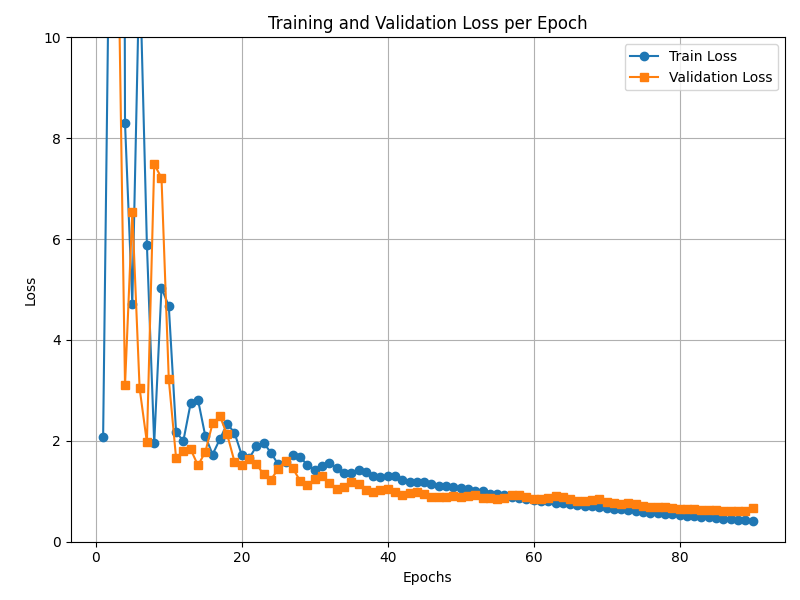 Training and Validation Loss per Epoch
Train Loss
Validation Loss
10
8
6
4
2
0
Loss
0 20 40 60 80
Epochs